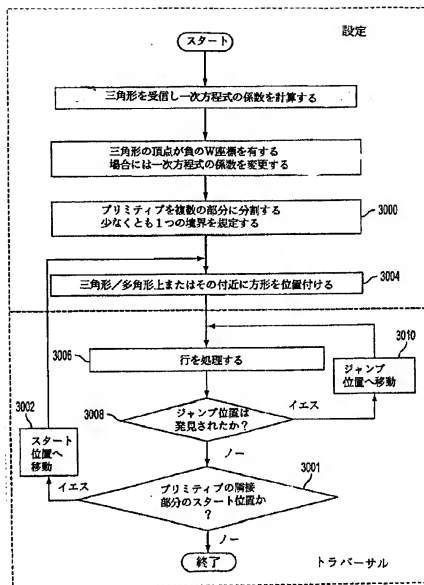 設定
スタート
三角形を受信し一次方程式の係数を計算する
三角形の頂点が負のW座標を有する
場合には一次方程式の係数を変更する
プリミティブを複数の部分に分割する
少なくとも1つの境界を規定する
3000
三角形/多角形上またはその付近に方形を位置付ける
3004
3006
行を処理する
3010
ジャンプ
位置へ移動
3008
ジャンプ位置は
発見されたか?
イエス
ノー
3002
スタート
位置へ
移動
イエス
プリミティブの隣接
部分のスタート位置か
?
3001
ノー
終了
トラバーサル